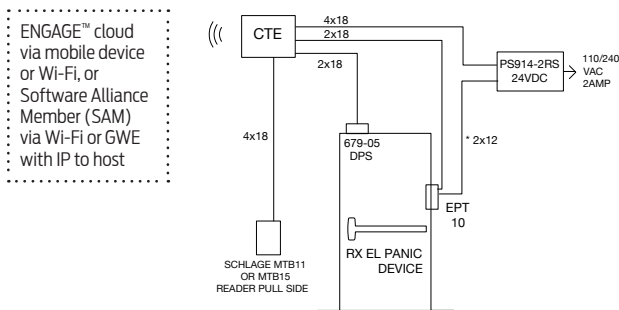 ENGAGE™ cloud
via mobile device
or Wi-Fi, or
Software Alliance
Member (SAM)
via Wi-Fi or GWE
with IP to host
CTE
4x18
2x18
2x18
PS914-2RS
24VDC
110/240
VAC
2AMP
4x18
679-05
DPS
* 2x12
EPT
10
RX EL PANIC
DEVICE
SCHLAGE MTB11
OR MTB15
READER PULL SIDE